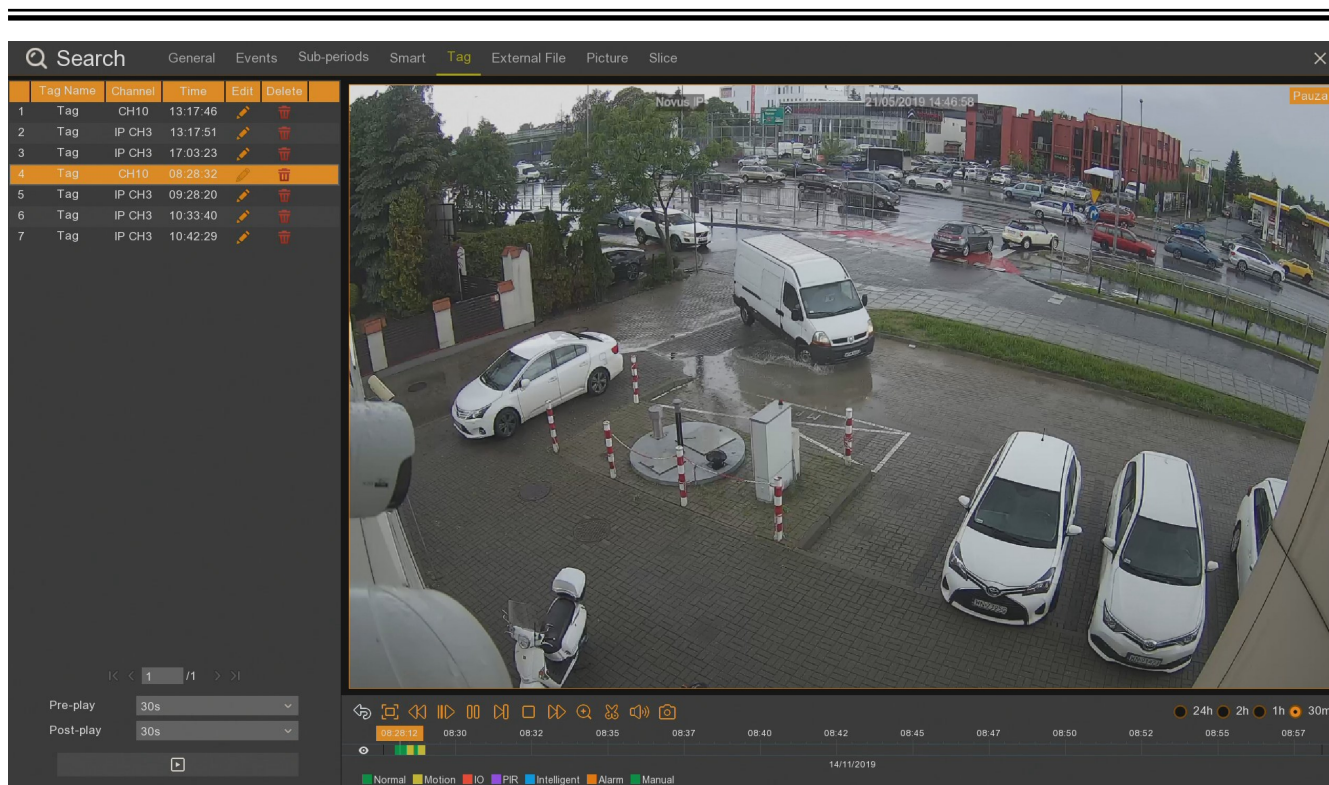 Search General Events Sub-periods Smart Tag External File Picture Slice
Tag Name Channel Time Edit Delete
1 Tag CH10 13:17:46
2 Tag IP CH3 13:17:51
3 Tag IP CH3 17:03:23
4 Tag CH10 08:28:32
5 Tag IP CH3 09:28:20
6 Tag IP CH3 10:33:40
7 Tag IP CH3 10:42:29
Novus IP 21/05/2019 14:46:58
Pauza
1 /1
Pre-play 30s
Post-play 30s
24h 2h 1h 30m
08:28:12 08:30 08:32 08:35 08:37 08:40 08:42 08:45 08:47 08:50 08:52 08:55 08:57
14/11/2019
Normal Motion IO PIR Intelligent Alarm Manual